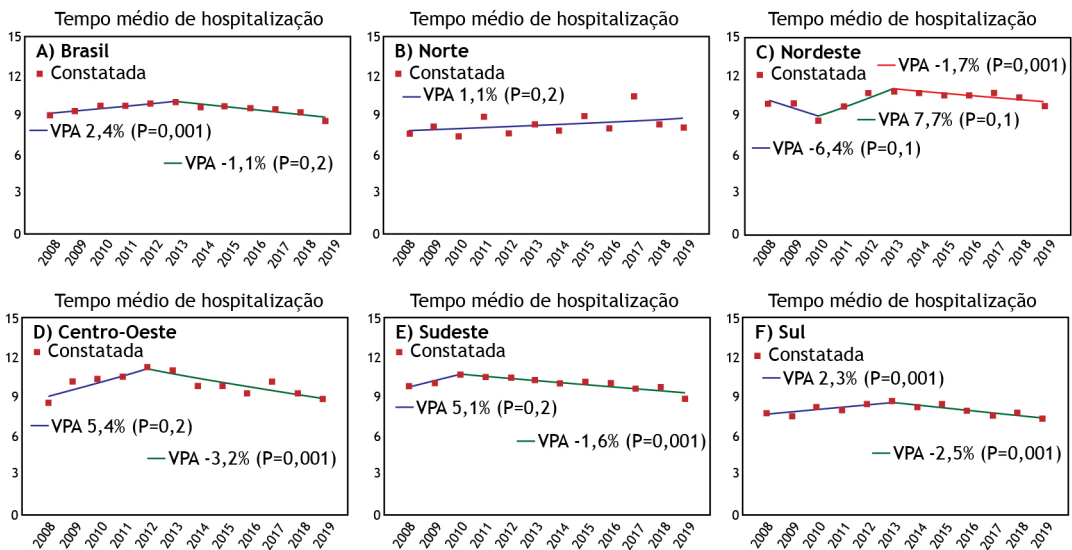 Tempo médio de hospitalização
15
12
9
6
3
0
A) Brasil
Constatada
VPA 2,4% (P=0,001)
VPA -1,1% (P=0,2)
2008 2009 2010 2011 2012 2013 2014 2015 2016 2017 2018 2019
Tempo médio de hospitalização
15
12
9
6
3
0
B) Norte
Constatada
VPA 1,1% (P=0,2)
2008 2009 2010 2011 2012 2013 2014 2015 2016 2017 2018 2019
Tempo médio de hospitalização
15
12
9
6
3
0
C) Nordeste
VPA -1,7% (P=0,001)
Constatada
VPA 7,7% (P=0,1)
VPA -6,4% (P=0,1)
2008 2009 2010 2011 2012 2013 2014 2015 2016 2017 2018 2019
Tempo médio de hospitalização
15
12
9
6
3
0
D) Centro-Oeste
Constatada
VPA 5,4% (P=0,2)
VPA -3,2% (P=0,001)
2008 2009 2010 2011 2012 2013 2014 2015 2016 2017 2018 2019
Tempo médio de hospitalização
15
12
9
6
3
0
E) Sudeste
Constatada
VPA 5,1% (P=0,2)
VPA -1,6% (P=0,001)
2008 2009 2010 2011 2012 2013 2014 2015 2016 2017 2018 2019
Tempo médio de hospitalização
15
12
9
6
3
0
F) Sul
Constatada
VPA 2,3% (P=0,001)
VPA -2,5% (P=0,001)
2008 2009 2010 2011 2012 2013 2014 2015 2016 2017 2018 2019